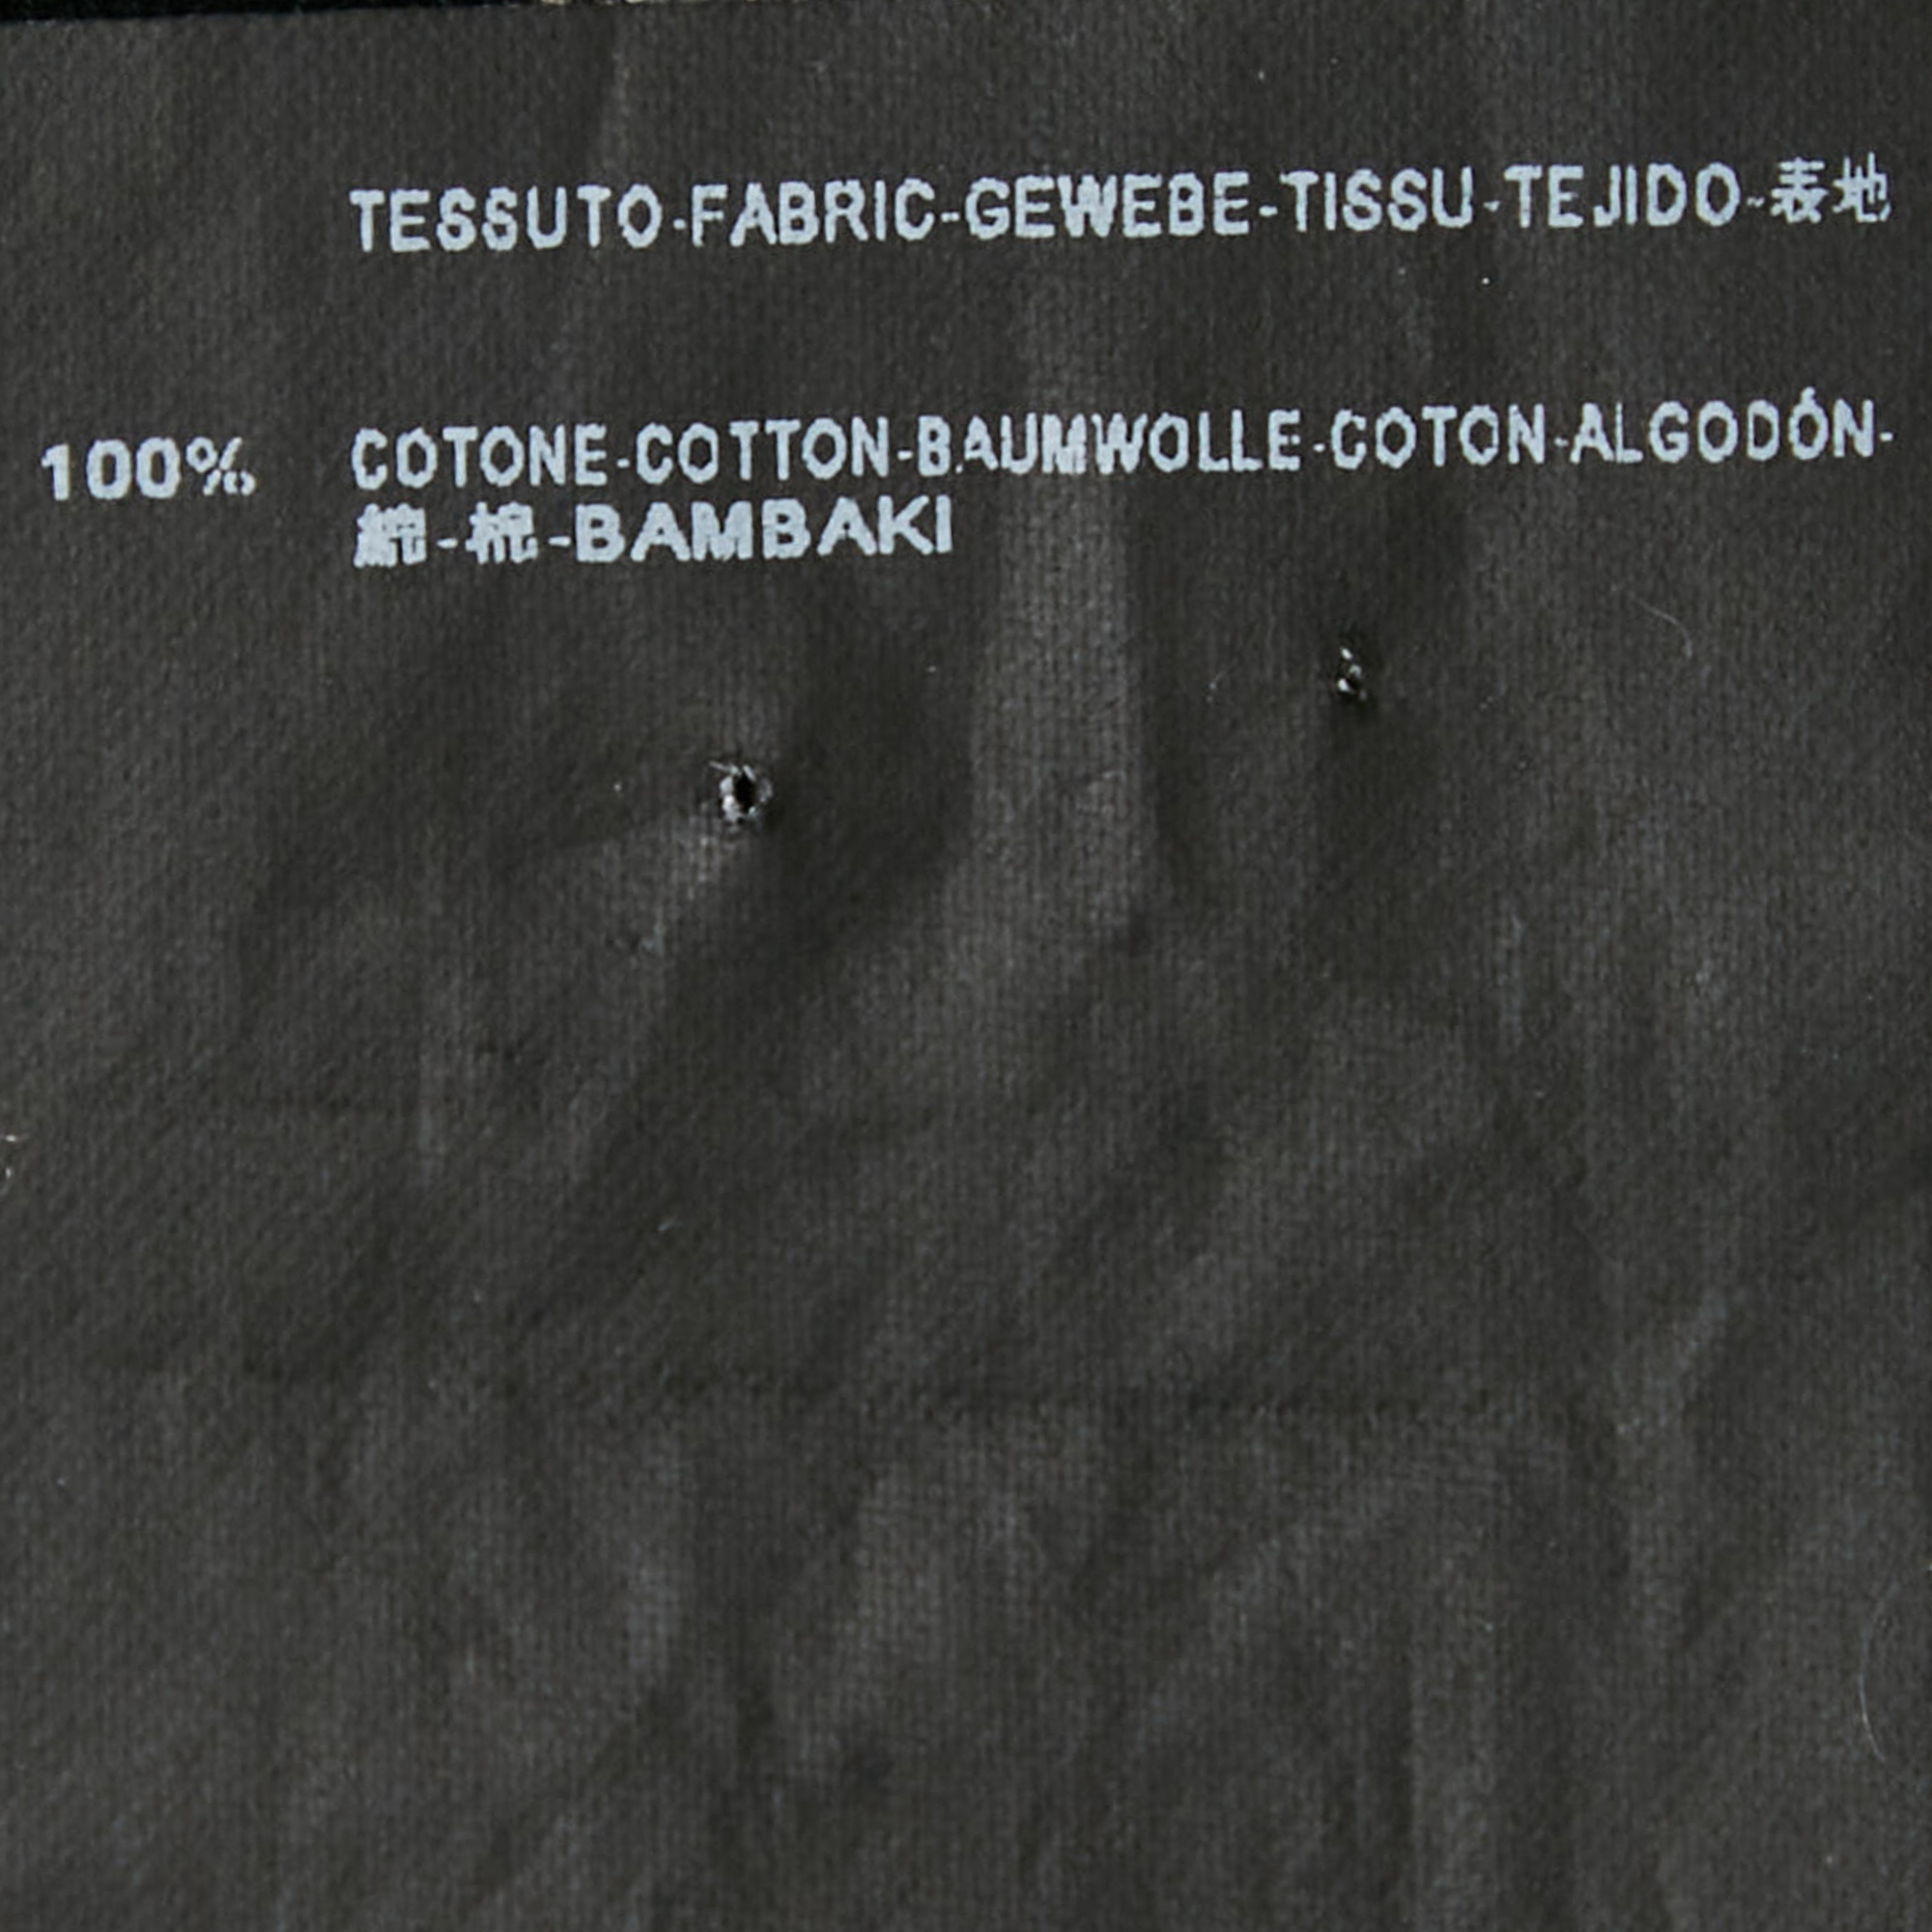 TESSUTO-FABRIC-GEWEBE-TISSU-TEJIDO-表地
100% COTONE-COTTON-BAUMWOLLE-COTON-ALGODÓN-
綿-棉-BAMBAKI